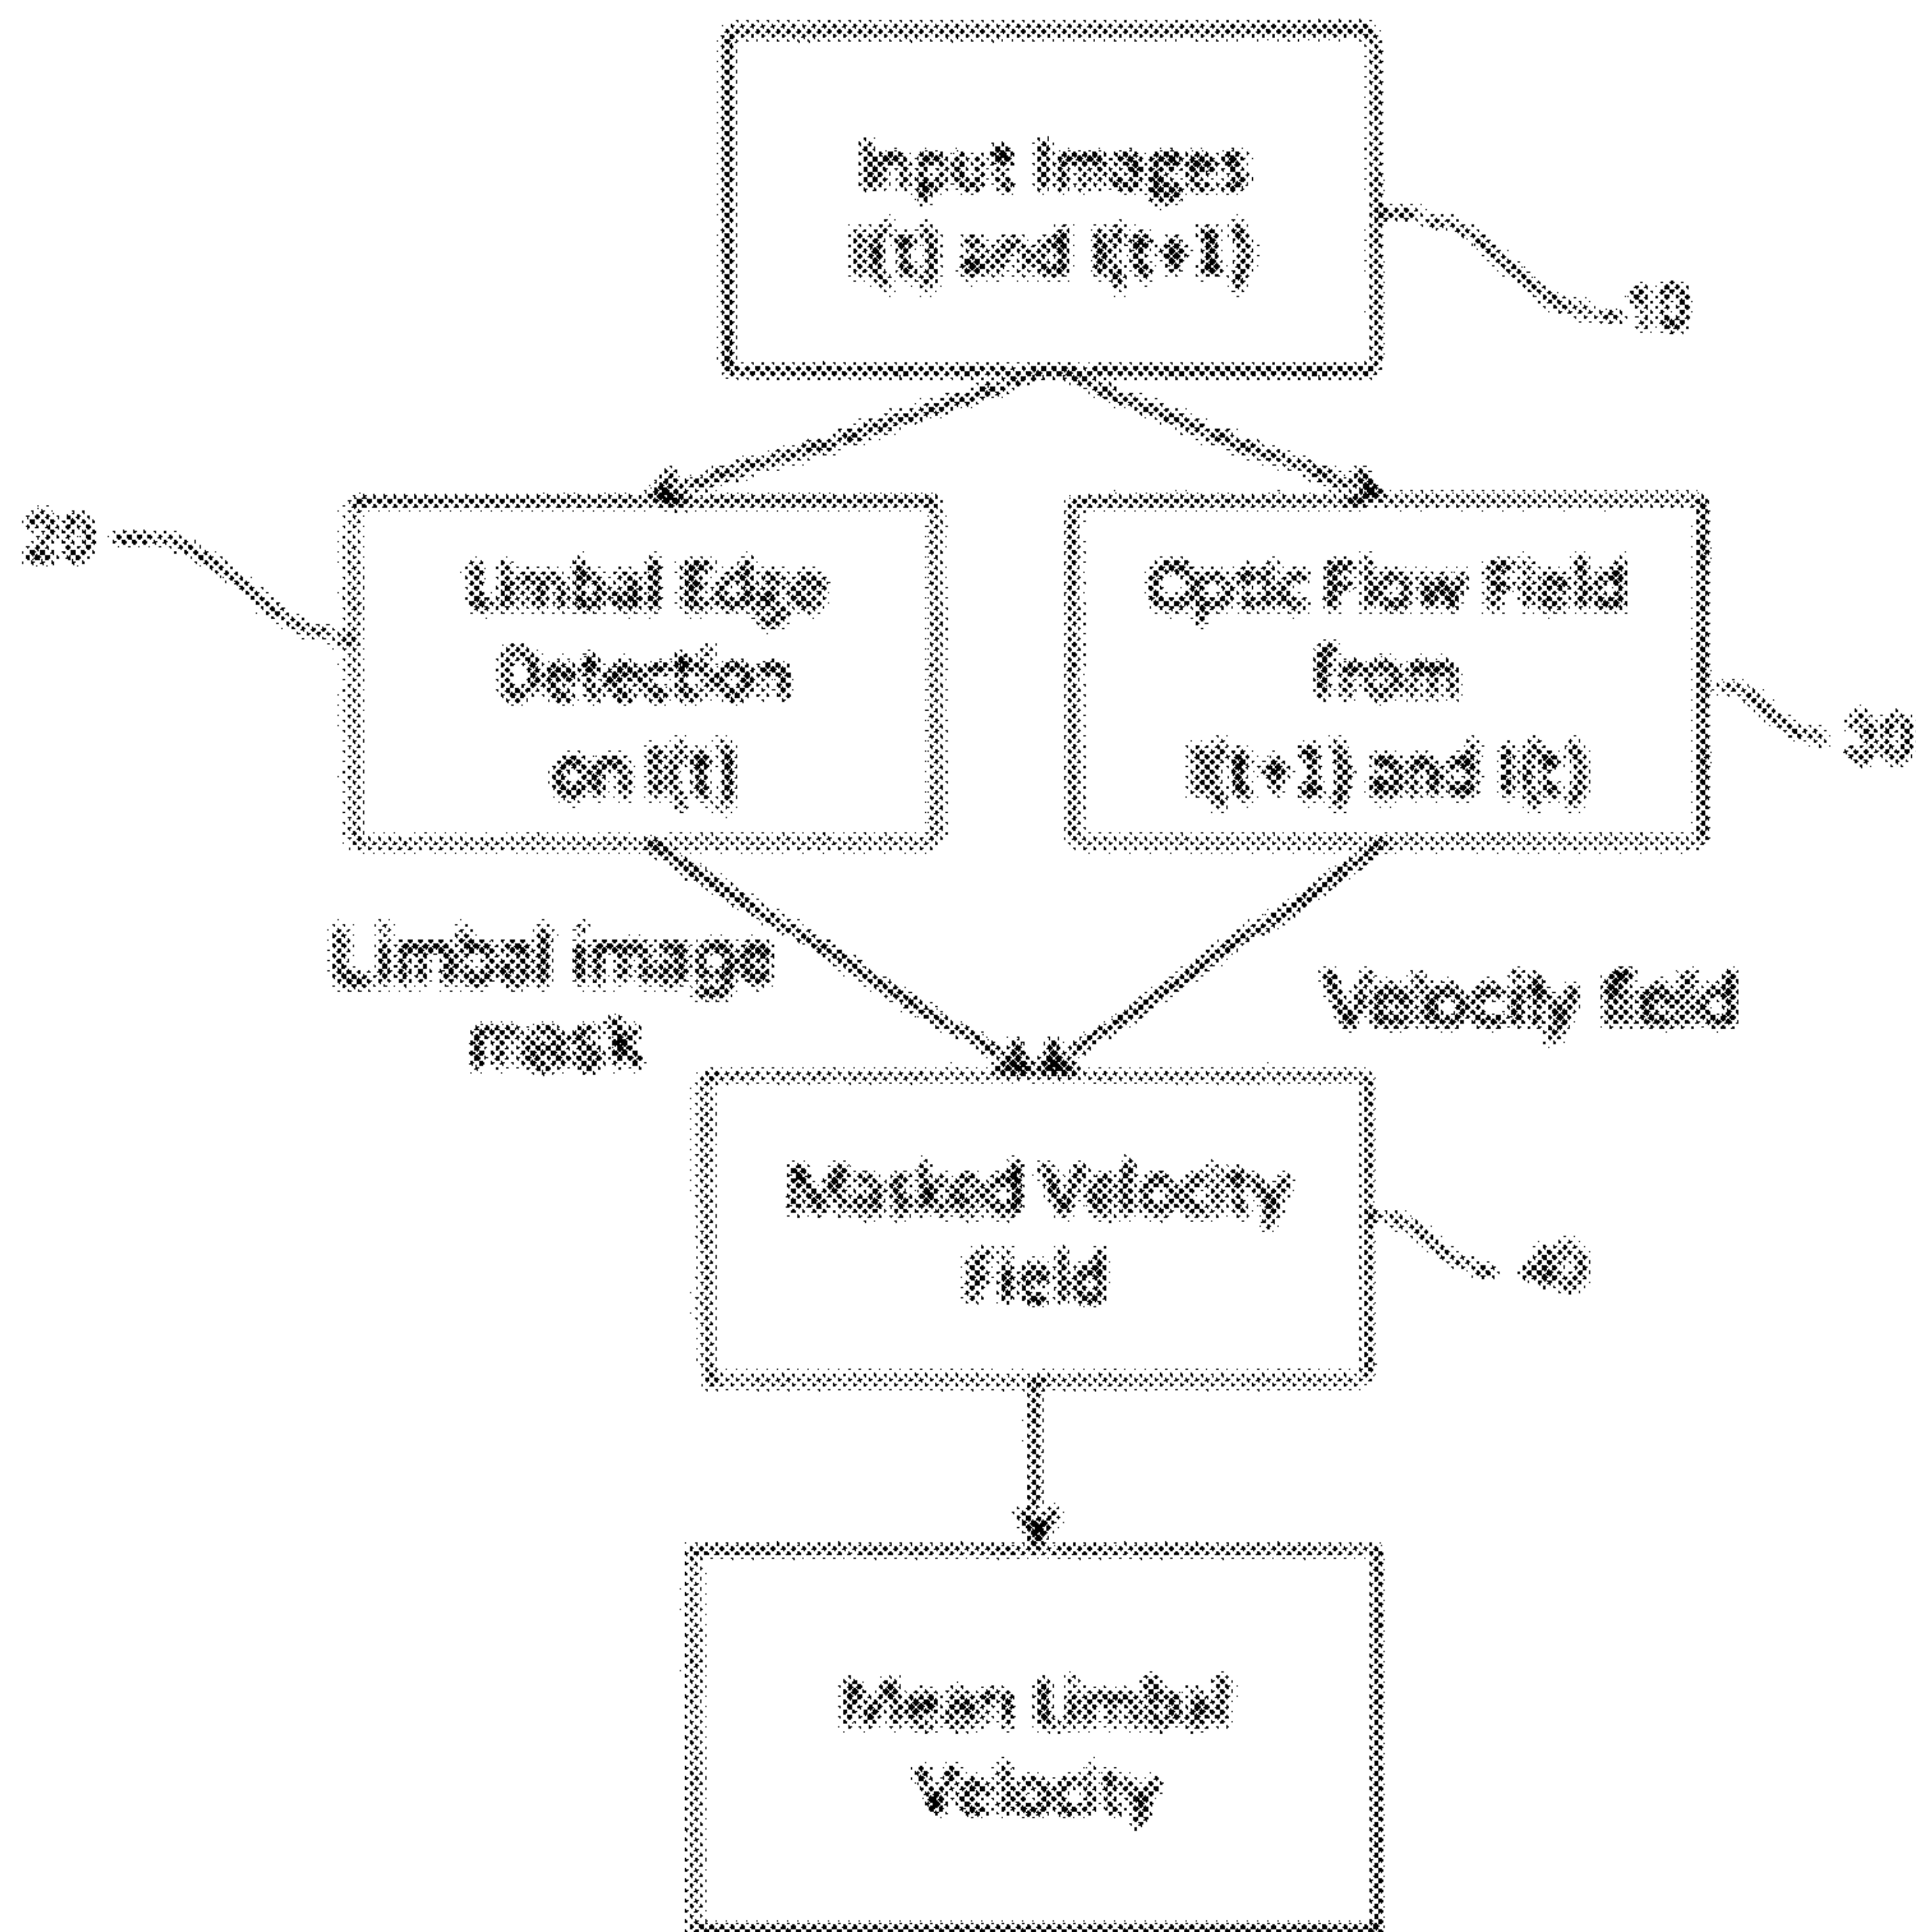 Input Images
I(t) and I(t+1)
10
20
Limbal Edge
Detection
on I(t)
Optic Flow Field
from
I(t+1) and I(t)
30
Limbal image
mask
Velocity field
Masked Velocity
Field
40
Mean Limbal
Velocity